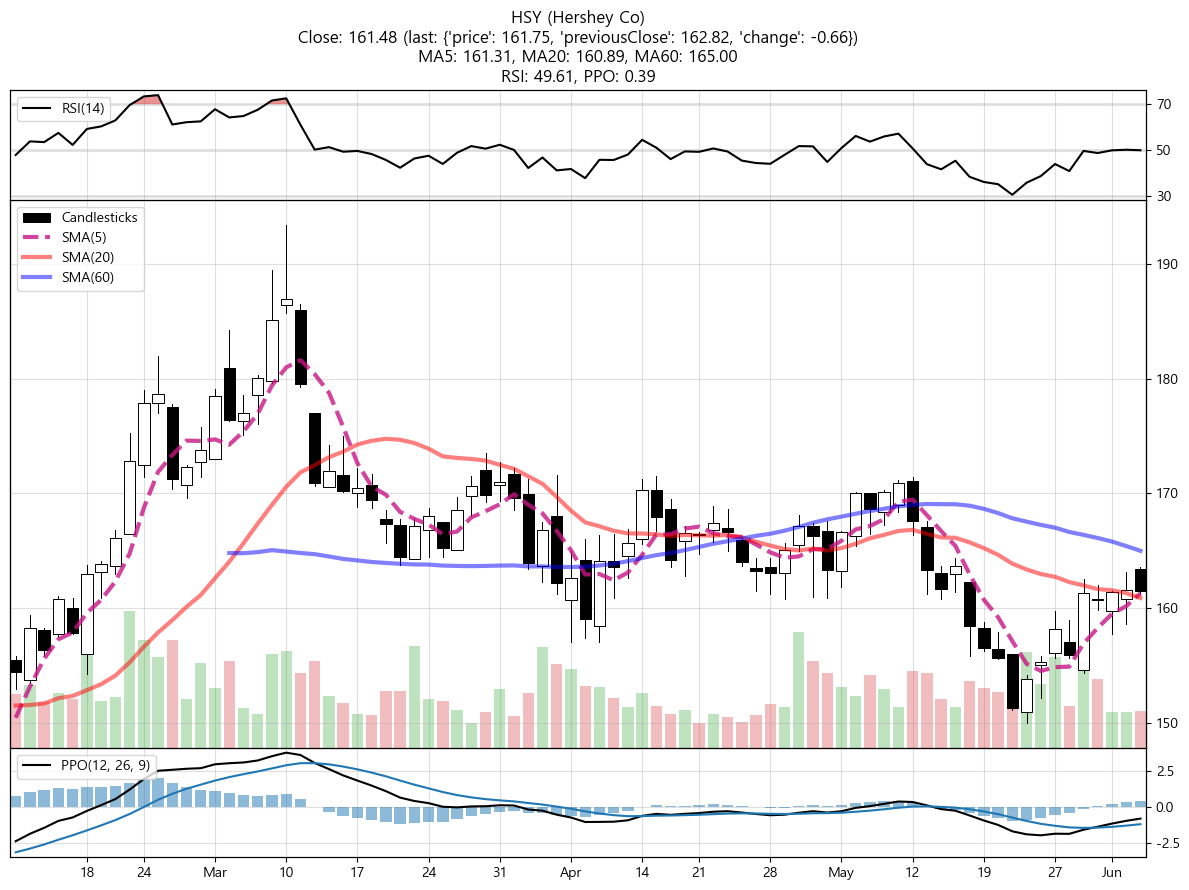 HSY (Hershey Co)
Close: 161.48 (last: {'price': 161.75, 'previousClose': 162.82, 'change': -0.66})
MA5: 161.31, MA20: 160.89, MA60: 165.00
RSI: 49.61, PPO: 0.39
RSI(14)
70
50
30
Candlesticks
SMA(5)
SMA(20)
SMA(60)
190
180
170
160
150
PPO(12, 26, 9)
2.5
0.0
−2.5
18 24 Mar 10 17 24 Apr 14 21 28 May 12 19 27 Jun